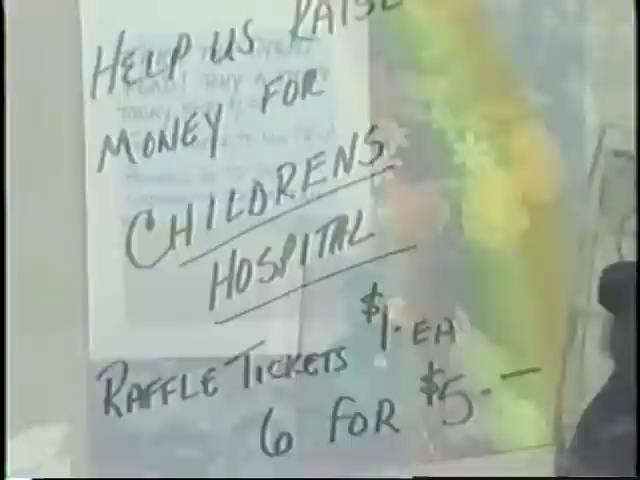 HELP US RAISE
MONEY FOR
CHILDRENS
HOSPITAL
RAFFLE TICKETS $1. EA
6 FOR $5.-